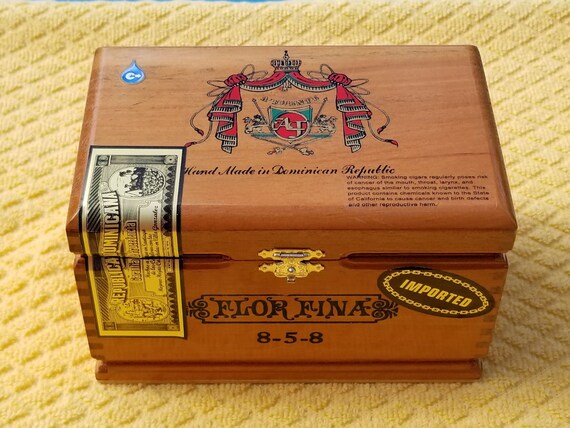 A. FUENTE
AF
Hand Made in Dominican Republic
WARNING: Smoking cigars regularly poses risk
of cancer of the mouth, throat, larynx, and
esophagus similar to smoking cigarettes. This
product contains chemicals known to the State
of California to cause cancer and birth defects
and other reproductive harm.
REPUBLICA DOMINICANA
FLOR FINA
8-5-8
IMPORTED